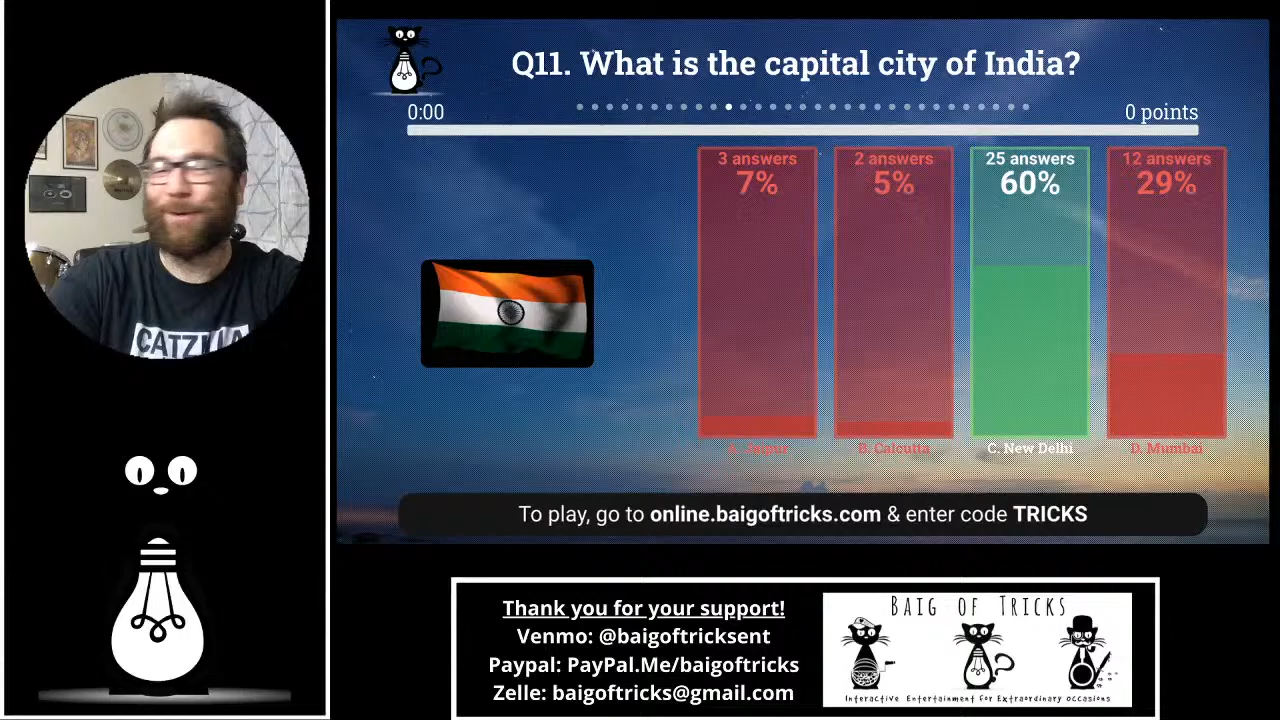 Q11. What is the capital city of India?
0:00
0 points
3 answers
7%
2 answers
5%
25 answers
60%
12 answers
29%
A. Jaipur
B. Calcutta
C. New Delhi
D. Mumbai
To play, go to online.baigoftricks.com & enter code TRICKS
Thank you for your support!
Venmo: @baigoftricksent
Paypal: PayPal.Me/baigoftricks
Zelle: baigoftricks@gmail.com
BAIG OF TRICKS
Interactive Entertainment for Extraordinary Occasions